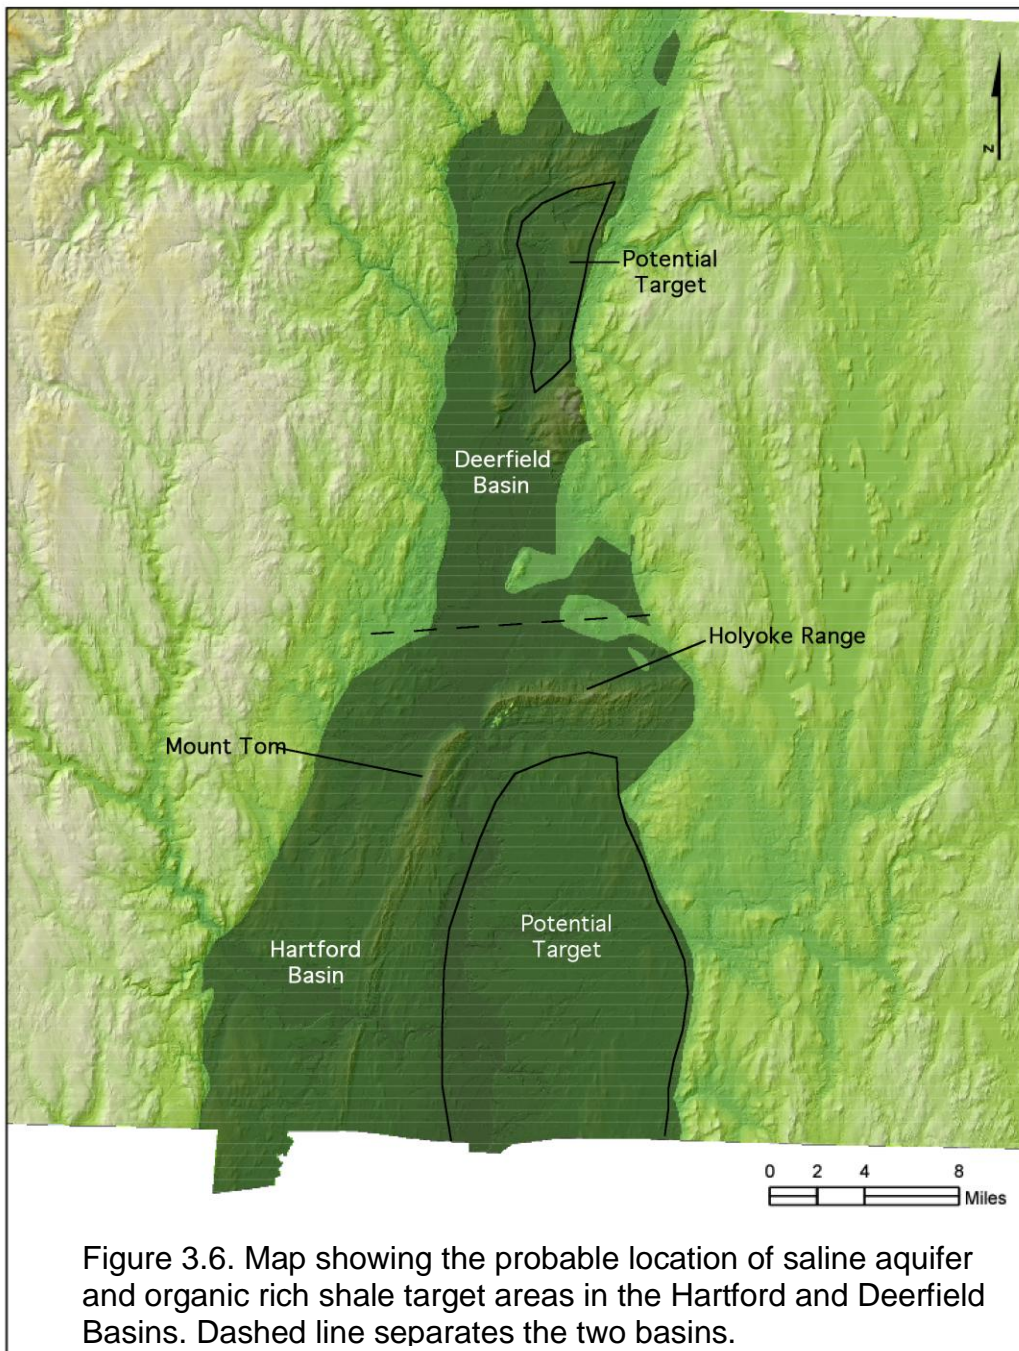 N
Potential
Target
Deerfield
Basin
Holyoke Range
Mount Tom
Potential
Target
Hartford
Basin
0 2 4 8
Miles
Figure 3.6. Map showing the probable location of saline aquifer
and organic rich shale target areas in the Hartford and Deerfield
Basins. Dashed line separates the two basins.